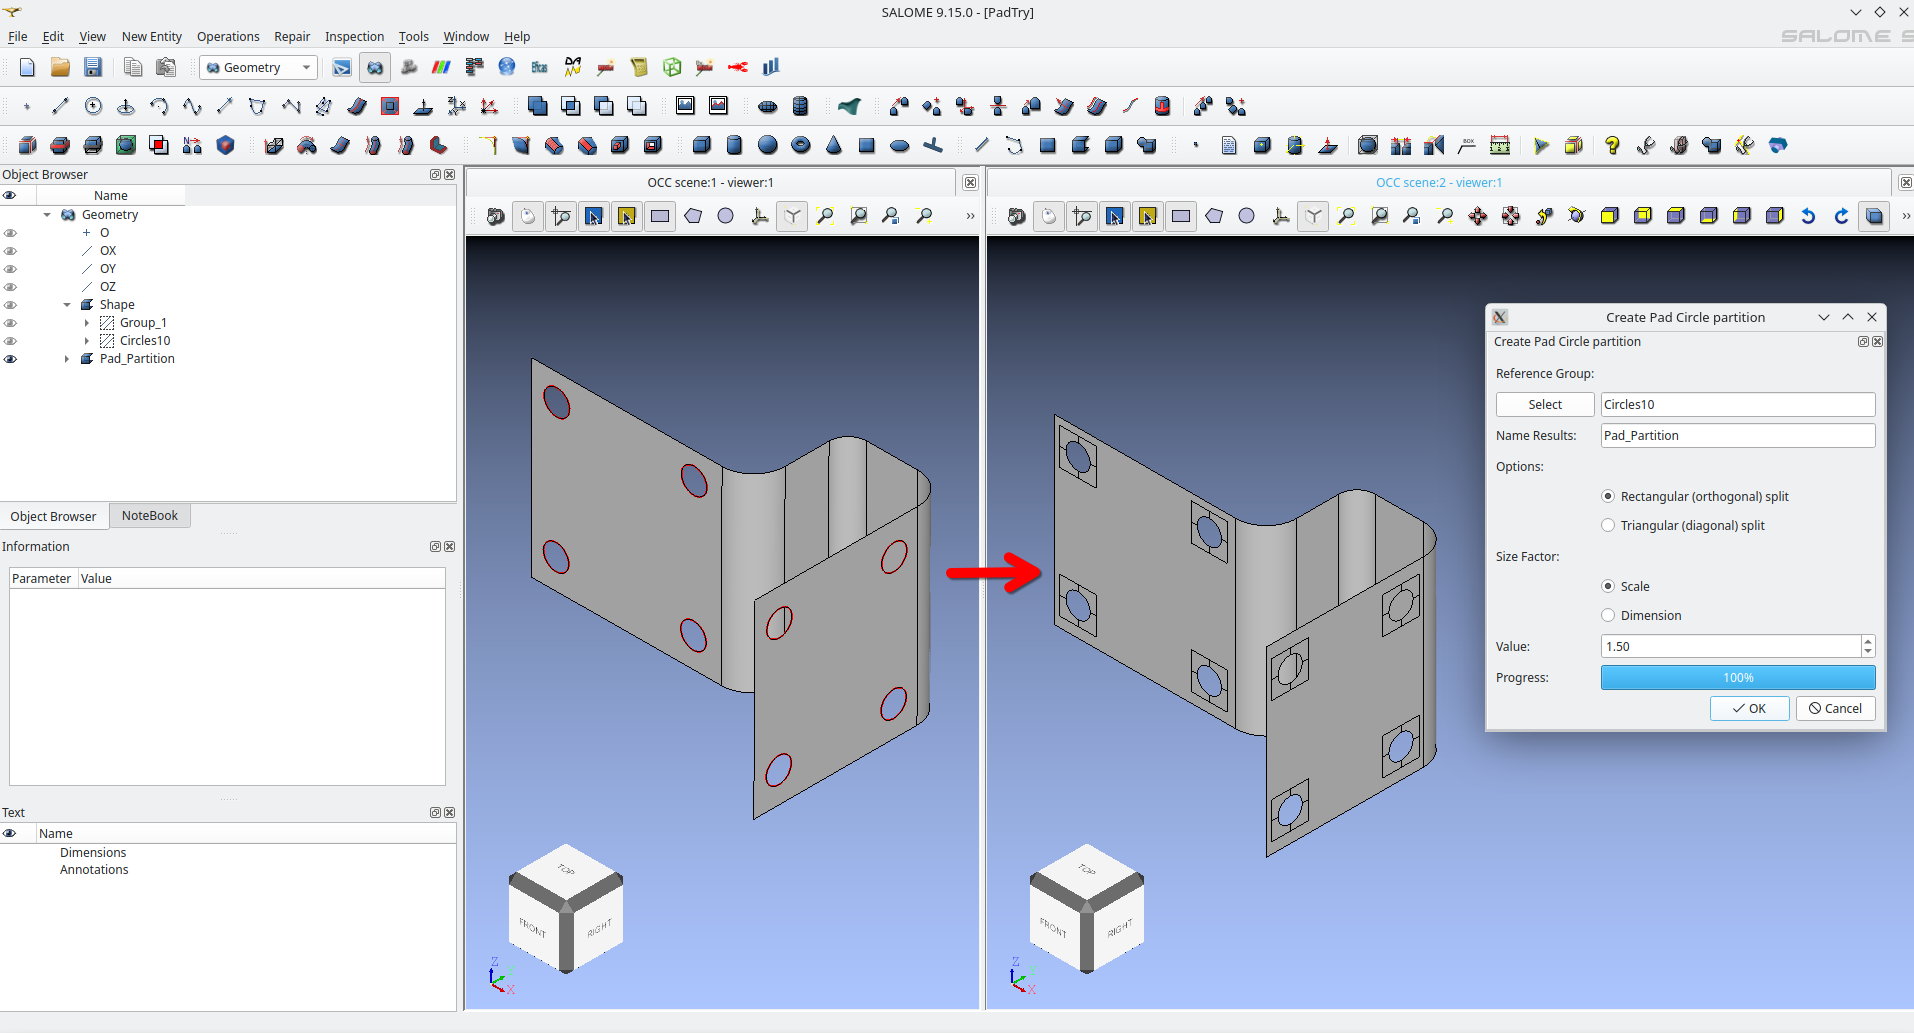 SALOME 9.15.0 - [PadTry]
File Edit View New Entity Operations Repair Inspection Tools Window Help
SALOME S
Geometry
Eficas
Object Browser
Name
Geometry
O
OX
OY
OZ
Shape
Group_1
Circles10
Pad_Partition
Object Browser NoteBook
Information
Parameter Value
Text
Name
Dimensions
Annotations
OCC scene:1 - viewer:1
TOP
FRONT
RIGHT
Z
Y
X
OCC scene:2 - viewer:1
TOP
FRONT
RIGHT
Z
Y
X
Create Pad Circle partition
Create Pad Circle partition
Reference Group:
Select Circles10
Name Results: Pad_Partition
Options:
Rectangular (orthogonal) split
Triangular (diagonal) split
Size Factor:
Scale
Dimension
Value: 1.50
Progress: 100%
OK Cancel